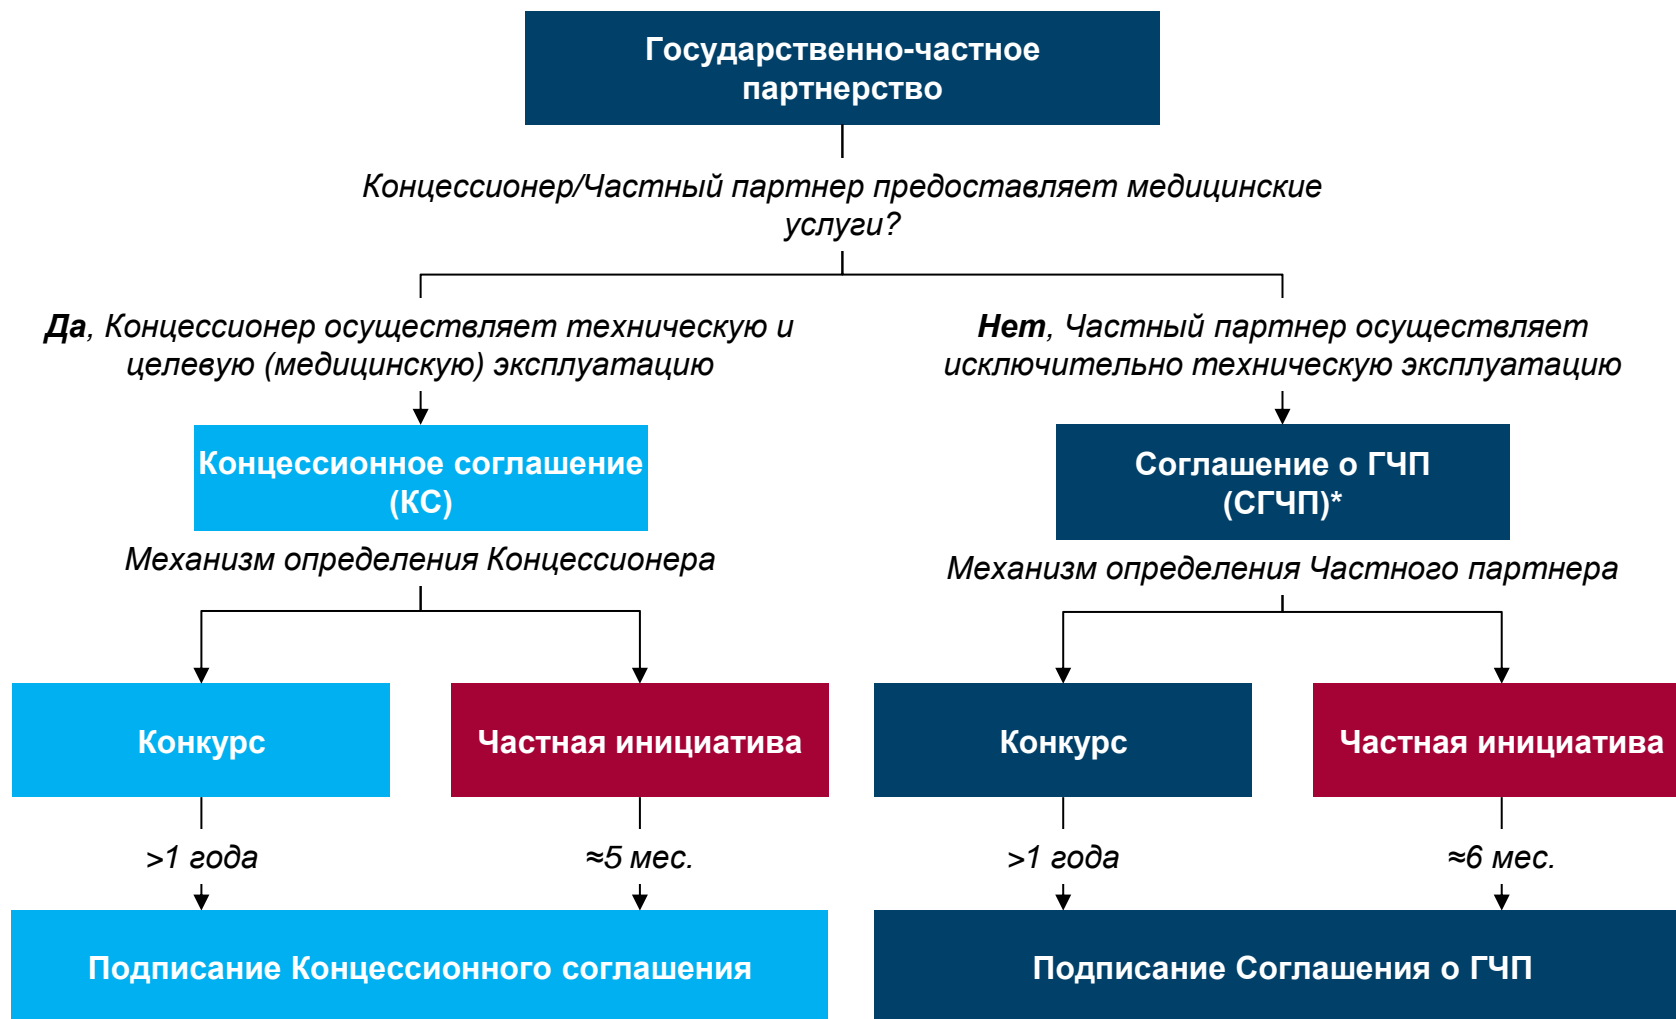 Государственно-частное
партнерство
Концессионер/Частный партнер предоставляет медицинские
услуги?
Да, Концессионер осуществляет техническую и
целевую (медицинскую) эксплуатацию
Нет, Частный партнер осуществляет
исключительно техническую эксплуатацию
Концессионное соглашение
(КС)
Соглашение о ГЧП
(СГЧП)*
Механизм определения Концессионера
Механизм определения Частного партнера
Конкурс
Частная инициатива
Конкурс
Частная инициатива
>1 года
≈5 мес.
>1 года
≈6 мес.
Подписание Концессионного соглашения
Подписание Соглашения о ГЧП